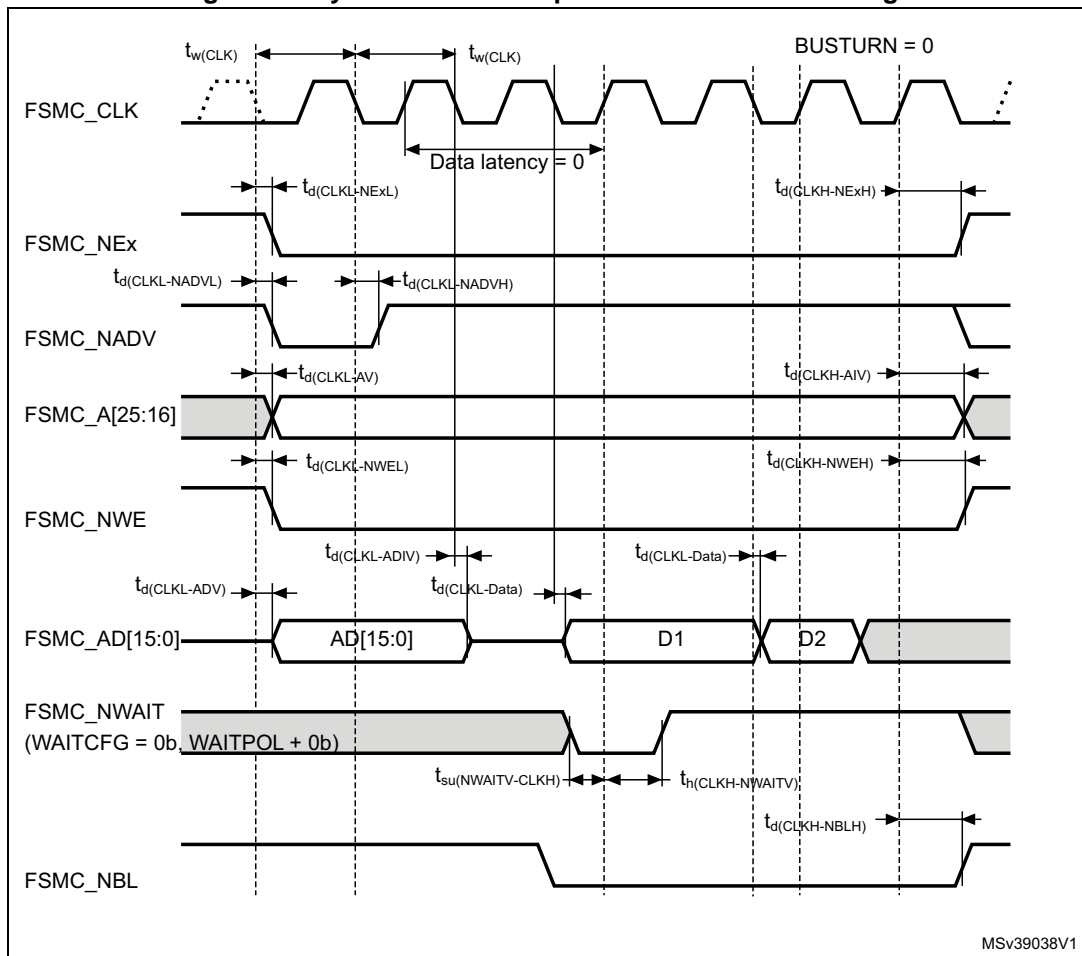 BUSTURN = 0
tw(CLK) tw(CLK)
FSMC_CLK
Data latency = 0
td(CLKL-NExL) td(CLKH-NExH)
FSMC_NEx
td(CLKL-NADVL) td(CLKL-NADVH)
FSMC_NADV
td(CLKL-AV) td(CLKH-AIV)
FSMC_A[25:16]
td(CLKL-NWEL) td(CLKH-NWEH)
FSMC_NWE
td(CLKL-ADIV) td(CLKL-Data)
td(CLKL-ADV) td(CLKL-Data)
FSMC_AD[15:0] AD[15:0] D1 D2
FSMC_NWAIT
(WAITCFG = 0b, WAITPOL + 0b)
tsu(NWAITV-CLKH) th(CLKH-NWAITV)
td(CLKH-NBLH)
FSMC_NBL
MSv39038V1